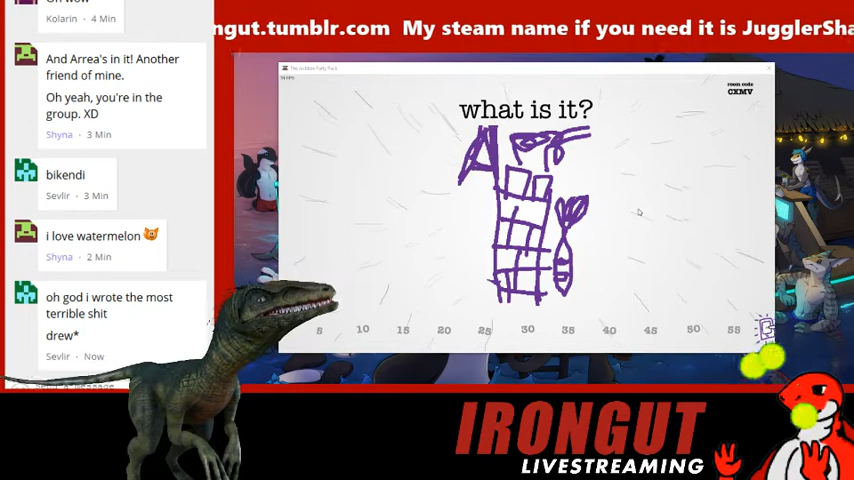 Oh wow
Kolarin - 4 Min
And Arrea's in it! Another
friend of mine.
Oh yeah, you're in the
group. XD
Shyna - 3 Min
bikendi
Sevlir - 3 Min
i love watermelon
Shyna - 2 Min
oh god i wrote the most
terrible shit
drew*
Sevlir - Now
ngut.tumblr.com My steam name if you need it is JugglerSha
room code
CXMV
what is it?
A
5 10 15 20 25 30 35 40 45 50 55
IRONGUT
LIVESTREAMING